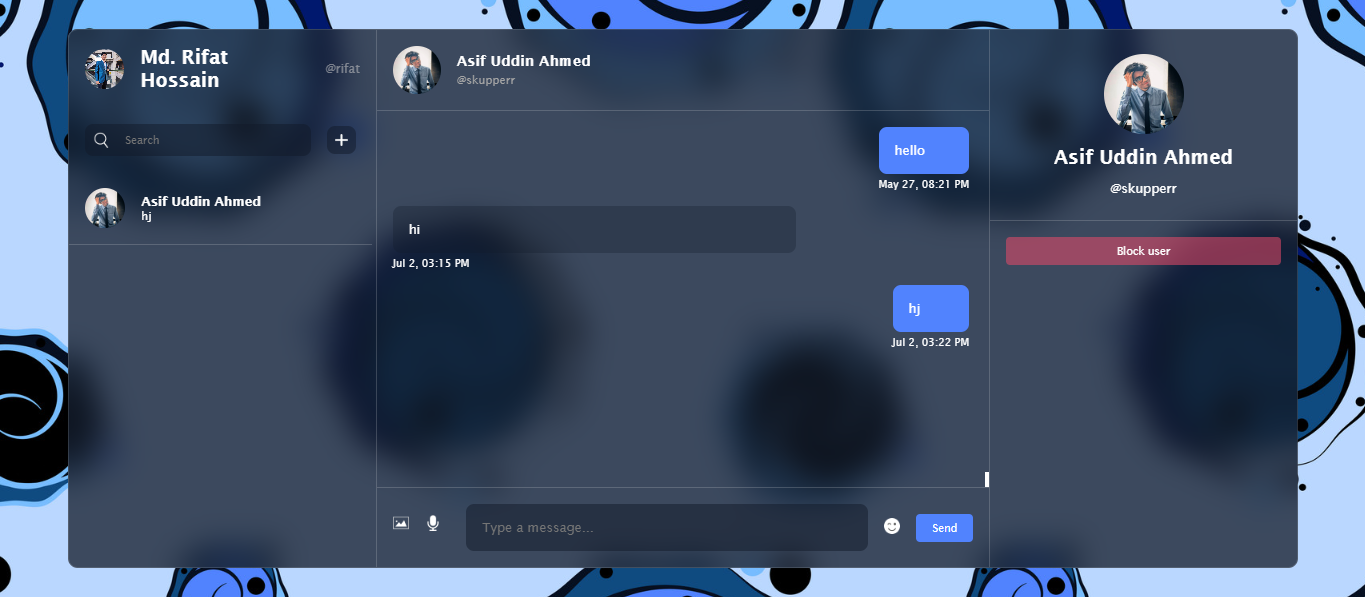 Md. Rifat
Hossain
@rifat
Search
Asif Uddin Ahmed
hj
Asif Uddin Ahmed
@skupperr
hello
May 27, 08:21 PM
hi
Jul 2, 03:15 PM
hj
Jul 2, 03:22 PM
Type a message...
Send
Asif Uddin Ahmed
@skupperr
Block user